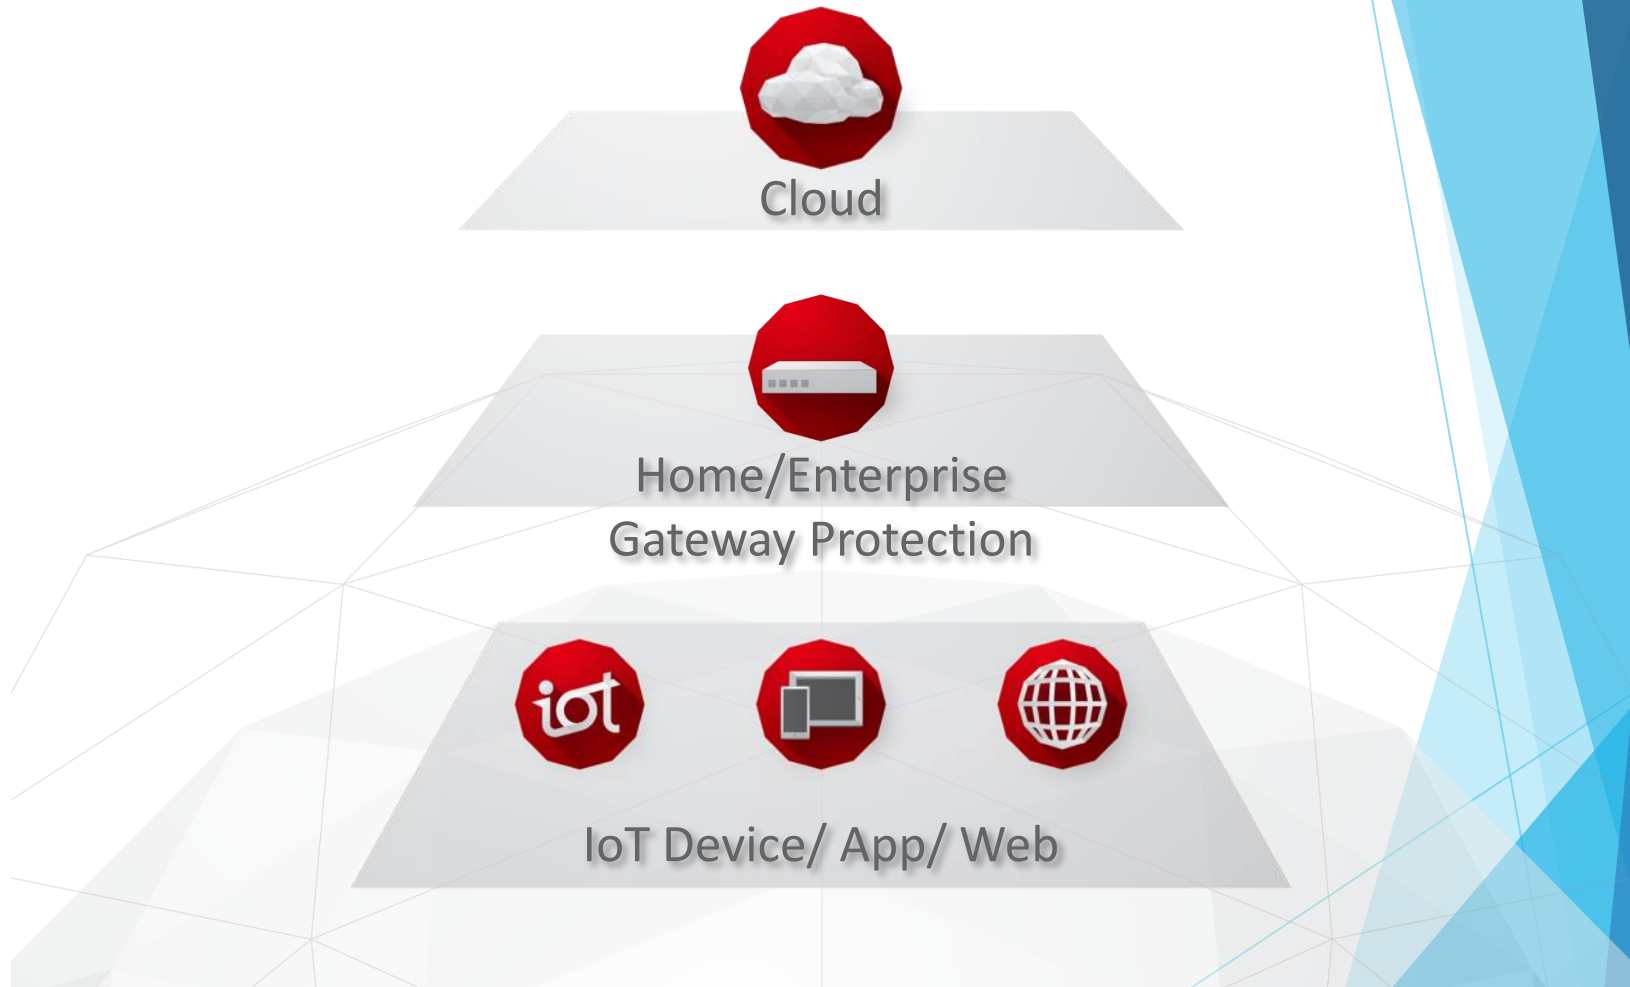 Cloud
Home/Enterprise
Gateway Protection
iot
IoT Device/ App/ Web